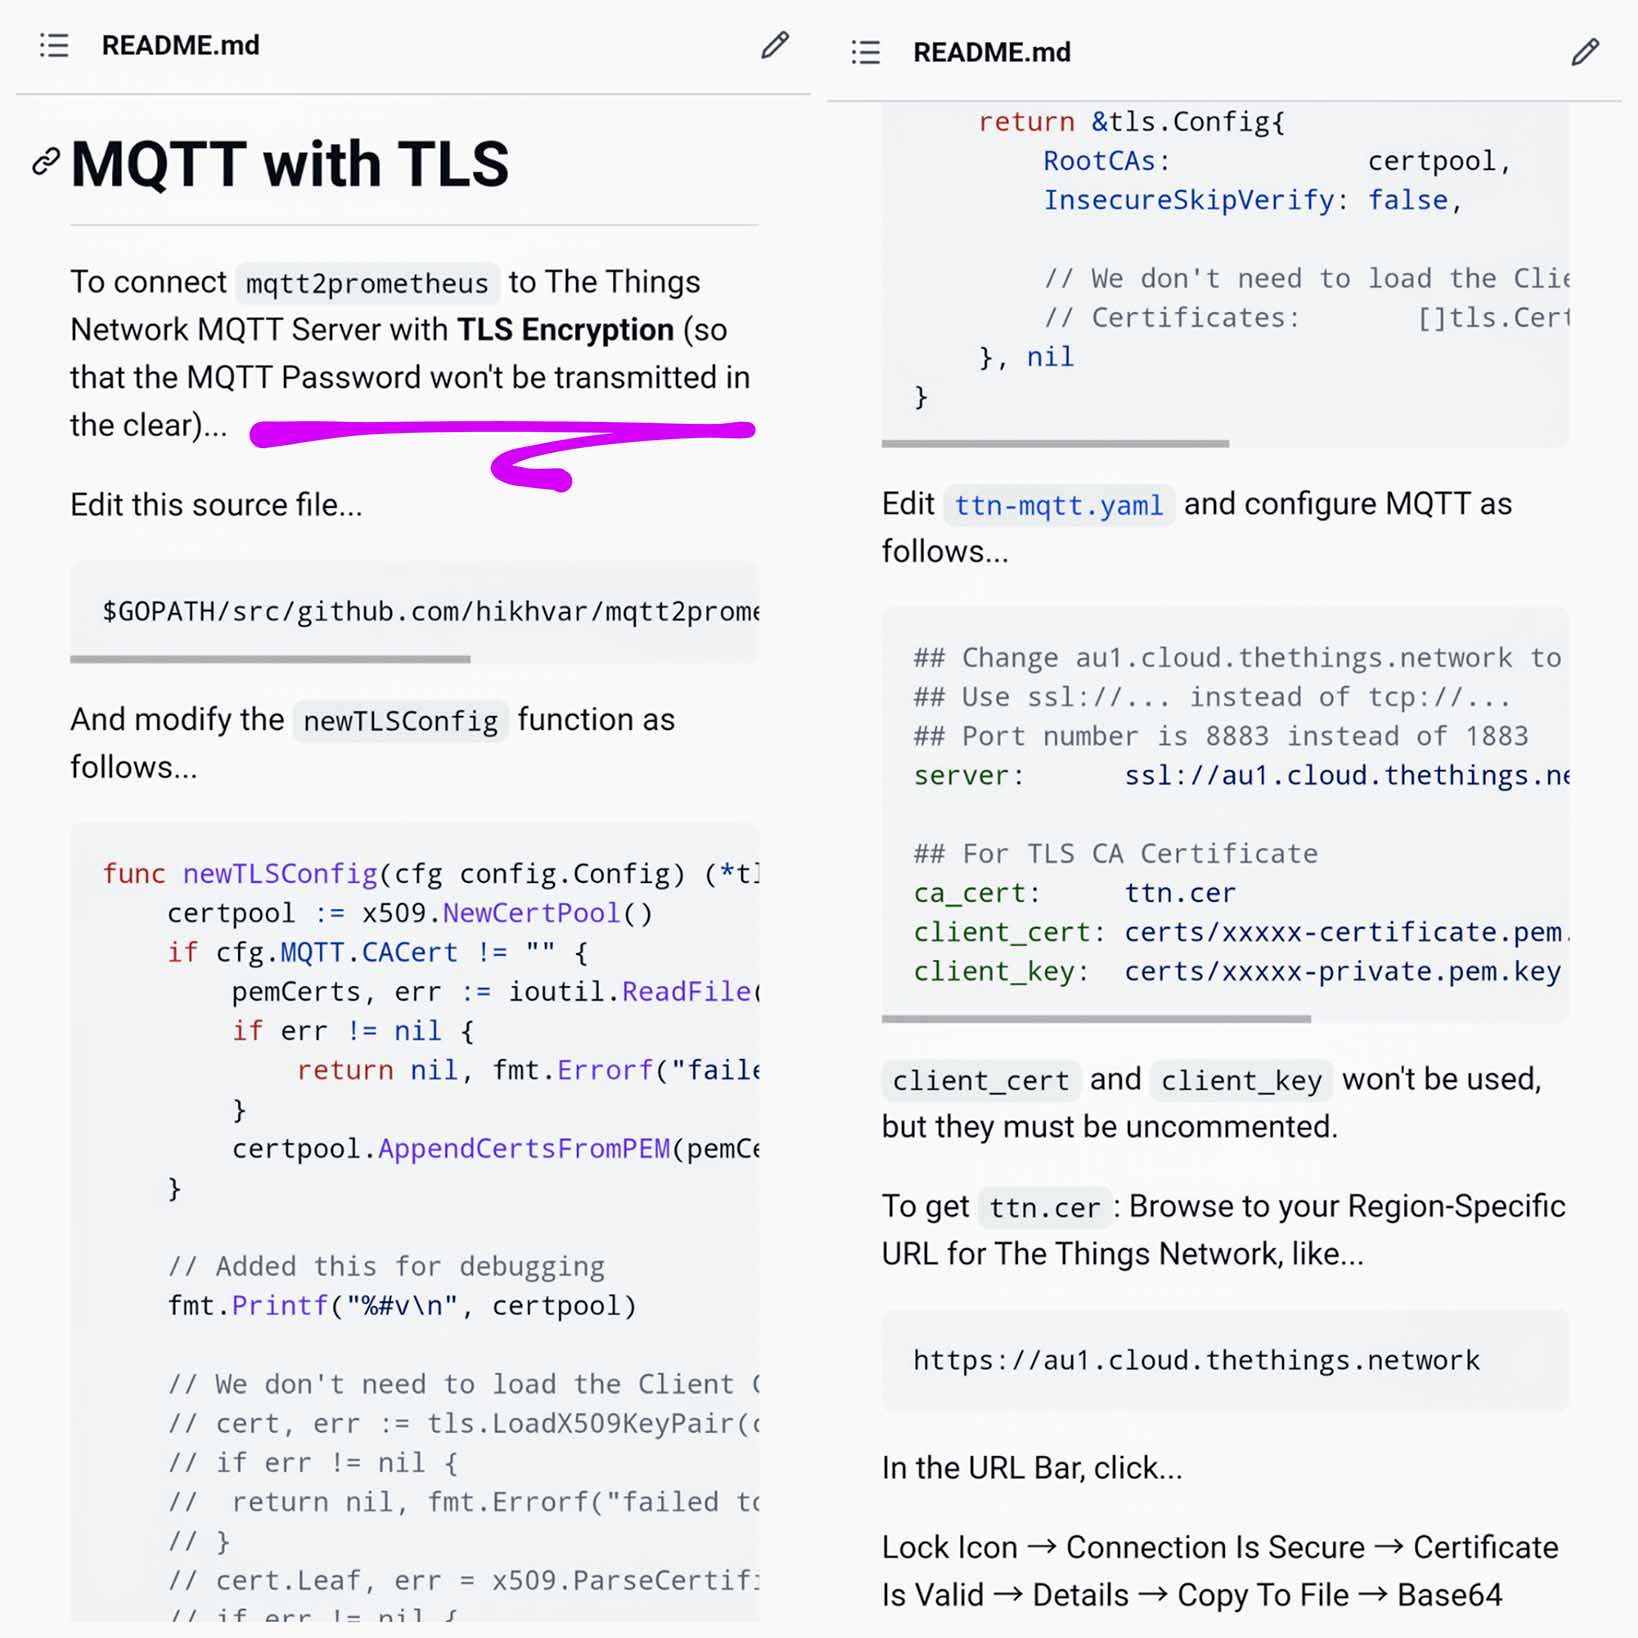 README.md
MQTT with TLS
To connect mqtt2prometheus to The Things
Network MQTT Server with TLS Encryption (so
that the MQTT Password won't be transmitted in
the clear)...
Edit this source file...
$GOPATH/src/github.com/hikhvar/mqtt2prome
And modify the newTLSConfig function as
follows...
func newTLSConfig(cfg config.Config) (*tl
certpool := x509.NewCertPool()
if cfg.MQTT.CACert != "" {
pemCerts, err := ioutil.ReadFile(
if err != nil {
return nil, fmt.Errorf("faile
}
certpool.AppendCertsFromPEM(pemCe
}
// Added this for debugging
fmt.Printf("%#v\n", certpool)
// We don't need to load the Client C
// cert, err := tls.LoadX509KeyPair(c
// if err != nil {
//  return nil, fmt.Errorf("failed to
// }
// cert.Leaf, err = x509.ParseCertifi
// if err != nil {
README.md
return &tls.Config{
RootCAs:            certpool,
InsecureSkipVerify: false,
// We don't need to load the Clie
// Certificates:       []tls.Cert
}, nil
}
Edit ttn-mqtt.yaml and configure MQTT as
follows...
## Change au1.cloud.thethings.network to
## Use ssl://... instead of tcp://...
## Port number is 8883 instead of 1883
server:      ssl://au1.cloud.thethings.ne
## For TLS CA Certificate
ca_cert:     ttn.cer
client_cert: certs/xxxxx-certificate.pem.
client_key:  certs/xxxxx-private.pem.key
client_cert and client_key won't be used,
but they must be uncommented.
To get ttn.cer: Browse to your Region-Specific
URL for The Things Network, like...
https://au1.cloud.thethings.network
In the URL Bar, click...
Lock Icon → Connection Is Secure → Certificate
Is Valid → Details → Copy To File → Base64